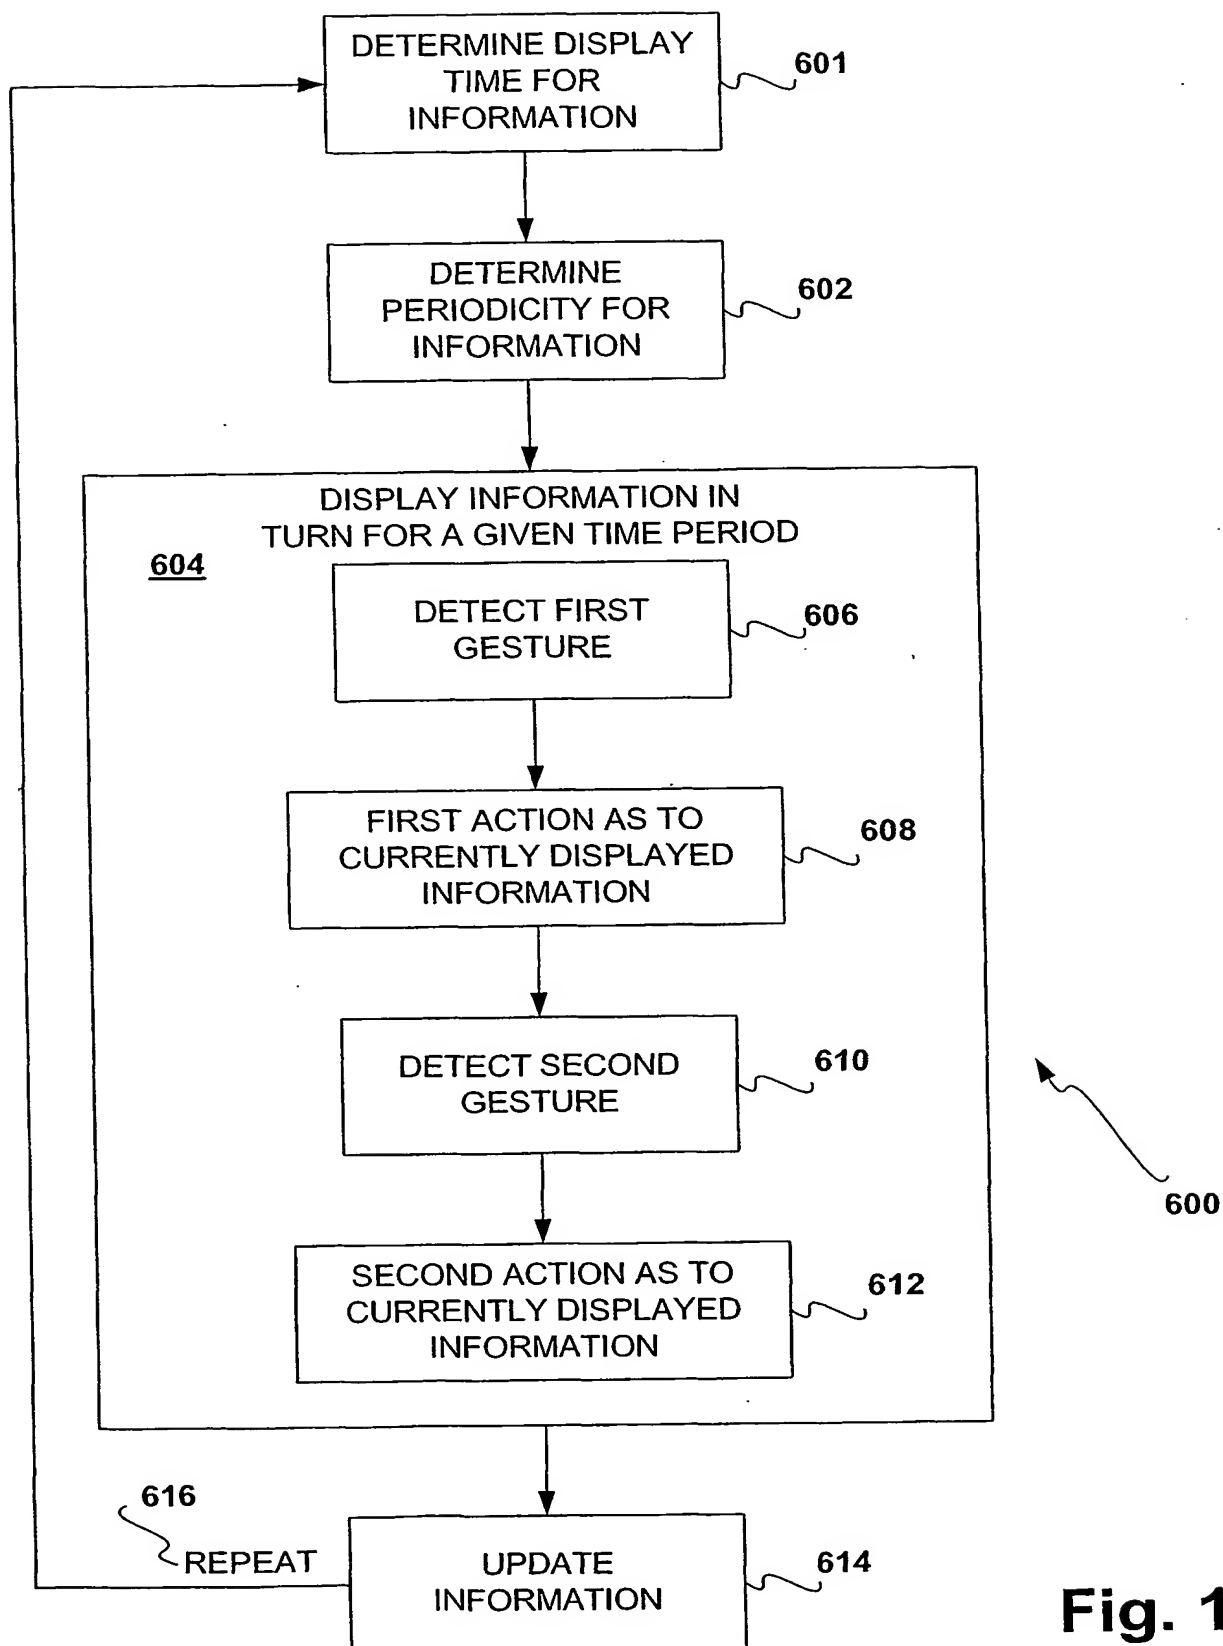 DETERMINE DISPLAY
TIME FOR
INFORMATION
601
DETERMINE
PERIODICITY FOR
INFORMATION
602
DISPLAY INFORMATION IN
TURN FOR A GIVEN TIME PERIOD
604
DETECT FIRST
GESTURE
606
FIRST ACTION AS TO
CURRENTLY DISPLAYED
INFORMATION
608
DETECT SECOND
GESTURE
610
600
SECOND ACTION AS TO
CURRENTLY DISPLAYED
INFORMATION
612
616
REPEAT
UPDATE
INFORMATION
614
Fig. 1